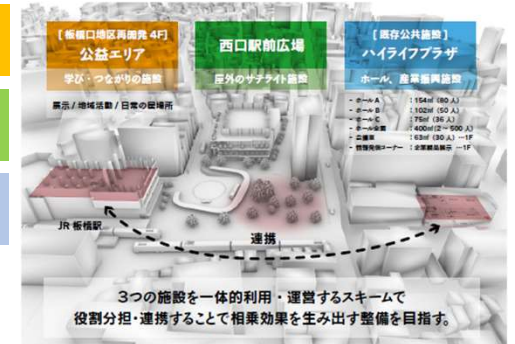 [板橋口地区再開発 4F]
公益エリア
学び・つながりの施設
展示/地域活動/日常の居場所
西口駅前広場
屋外のサテライト施設
[既存公共施設]
ハイライフプラザ
ホール、産業振興施設
- ホールA : 154㎡(80人)
- ホールB : 102㎡(50人)
- ホールC : 75㎡(36人)
- ホール全面 : 400㎡(2~500人)
- 会議室 : 63㎡(30人) …1F
: 企業製品展示 …1F
JR 板橋駅
連携
3つの施設を一体的利用・運営するスキームで
役割分担・連携することで相乗効果を生み出す整備を目指す。